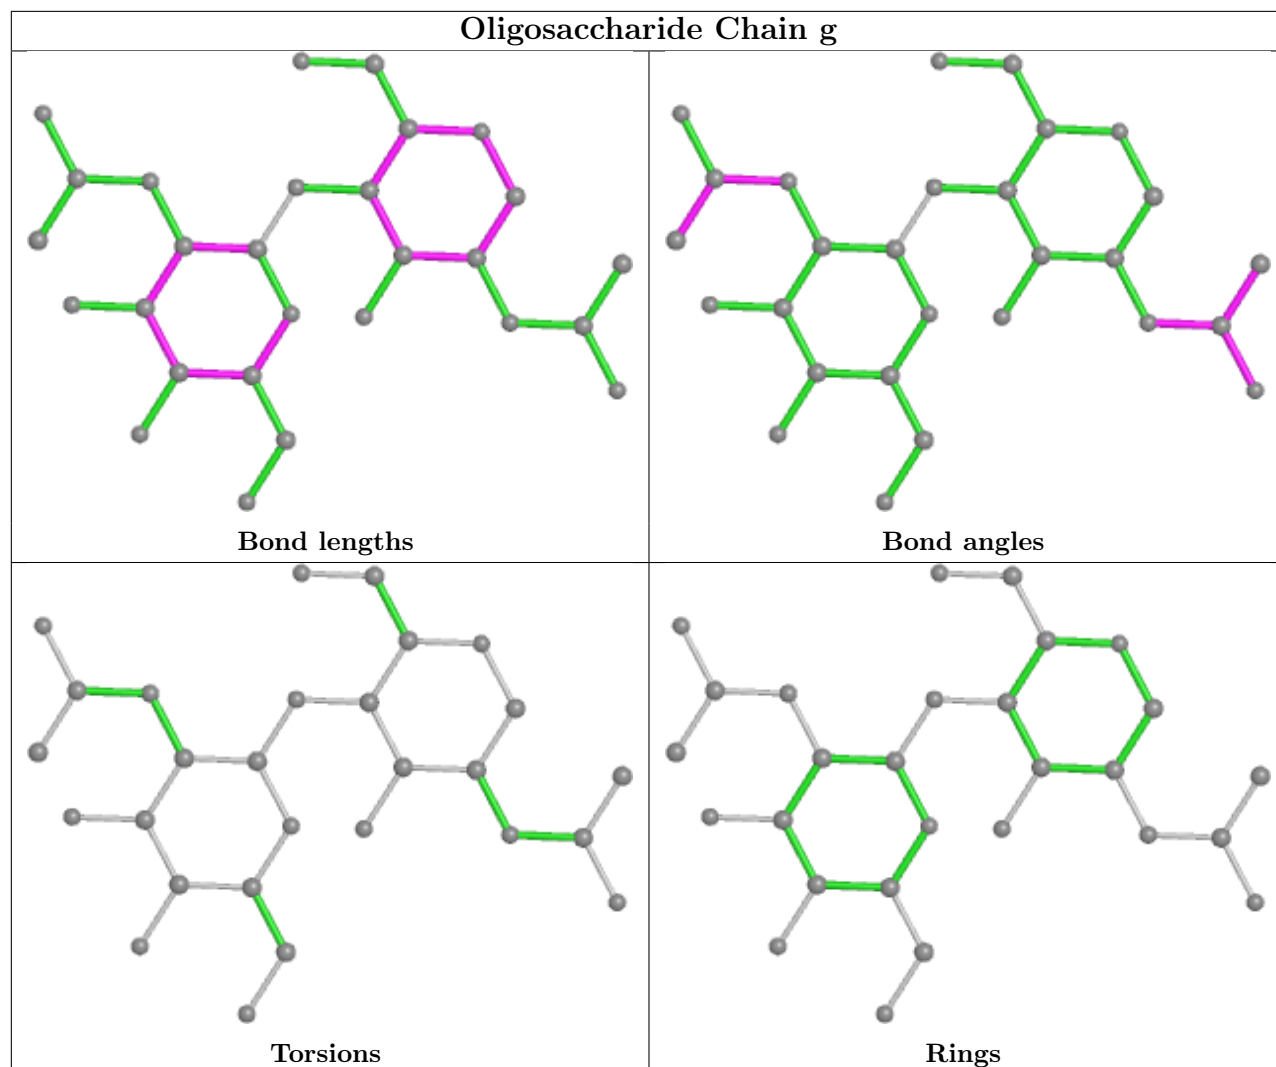 Oligosaccharide Chain g
Bond lengths
Bond angles
Torsions
Rings